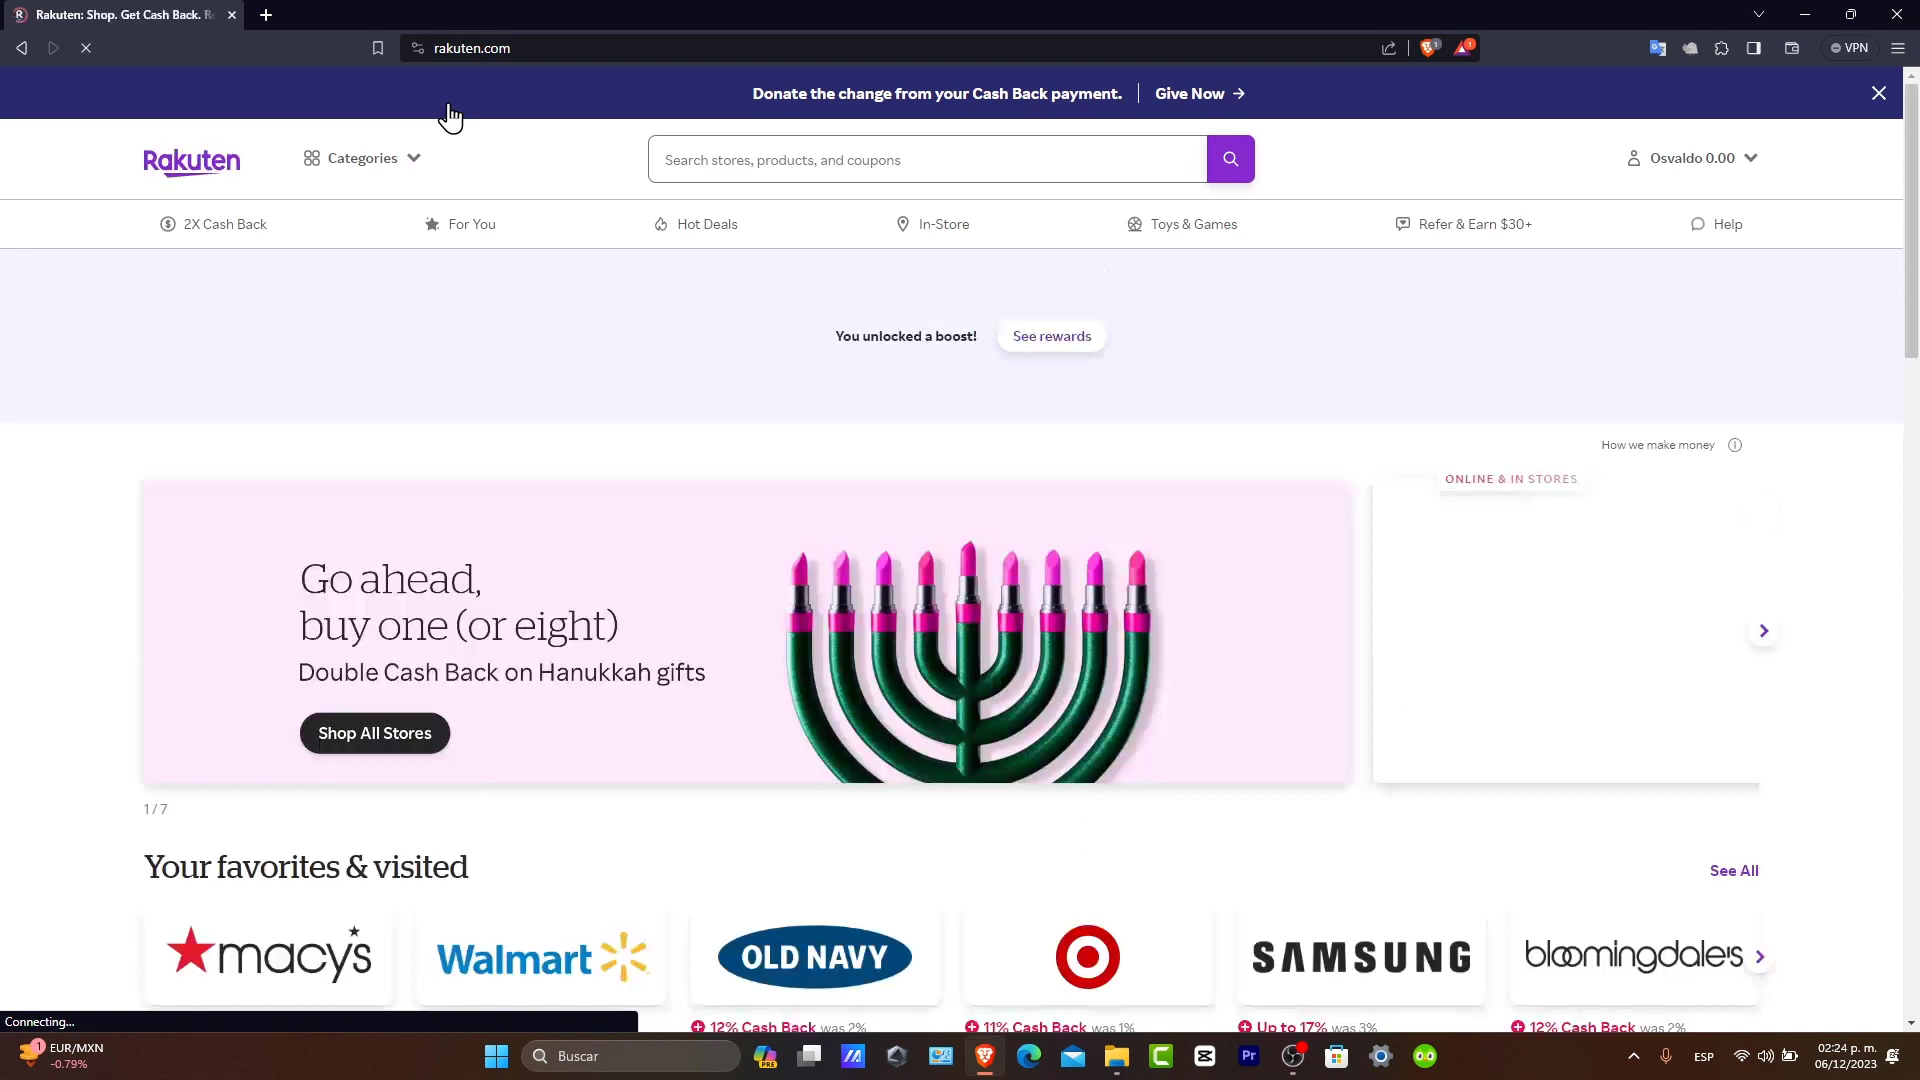 Rakuten: Shop. Get Cash Back. R
rakuten.com
1
1
VPN
Donate the change from your Cash Back payment.
Give Now →
Rakuten
Categories
Search stores, products, and coupons
Osvaldo 0.00
2X Cash Back
For You
Hot Deals
In-Store
Toys & Games
Refer & Earn $30+
Help
You unlocked a boost!
See rewards
How we make money
ONLINE & IN STORES
Go ahead,
buy one (or eight)
Double Cash Back on Hanukkah gifts
Shop All Stores
1 / 7
Your favorites & visited
See All
macy's
Walmart
OLD NAVY
SAMSUNG
bloomingdale's
12% Cash Back was 2%
11% Cash Back was 1%
Up to 17% was 3%
12% Cash Back was 2%
Connecting...
1
EUR/MXN
-0.79%
Buscar
PRE
Pr
ESP
02:24 p. m.
06/12/2023